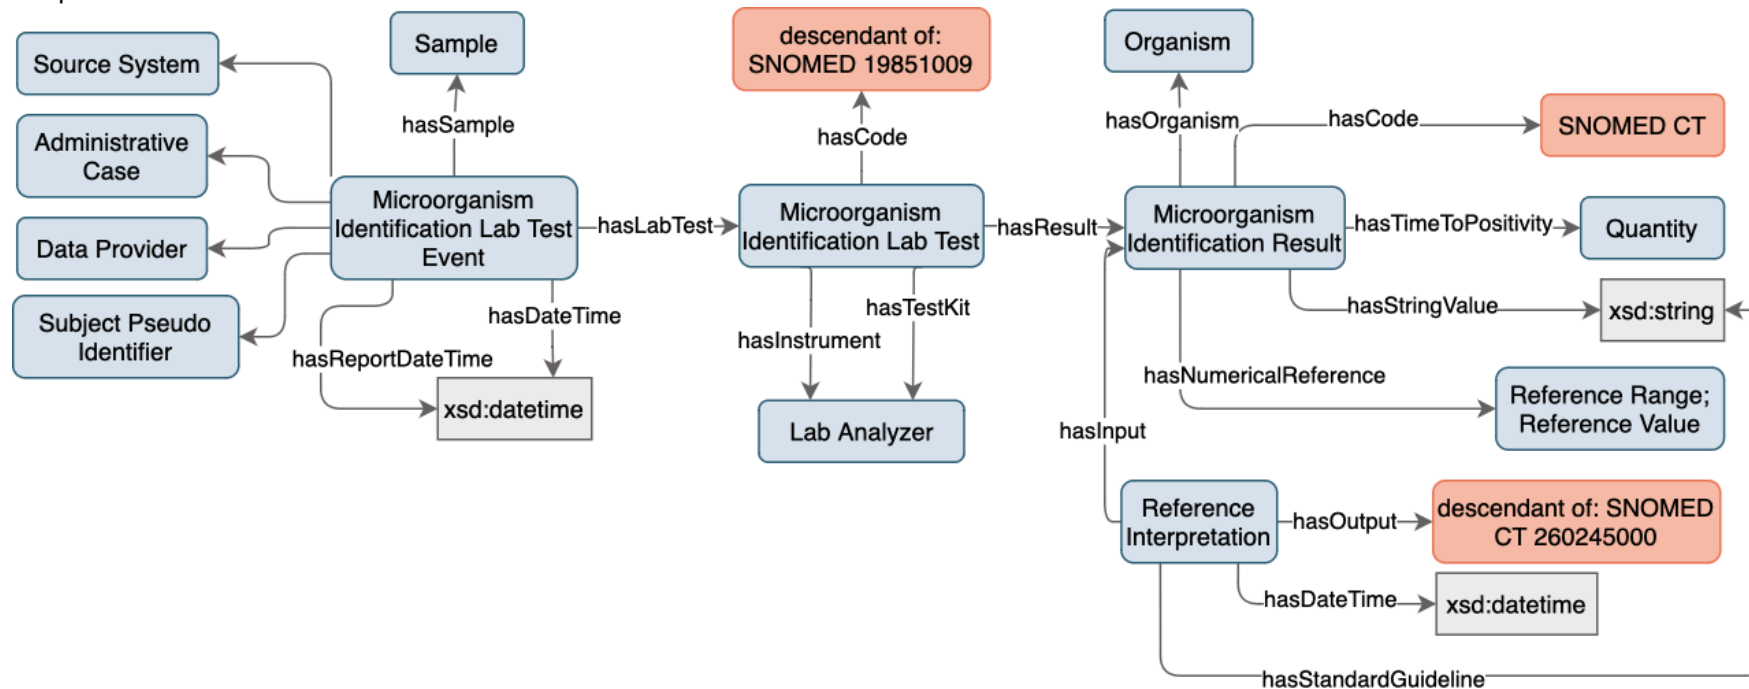 Source System
Sample
descendant of:
SNOMED 19851009
Organism
Administrative
Case
hasSample
hasCode
hasOrganism
hasCode
SNOMED CT
Data Provider
Microorganism
Identification Lab Test
Event
hasLabTest
Microorganism
Identification Lab Test
hasResult
Microorganism
Identification Result
hasTimeToPositivity
Quantity
Subject Pseudo
Identifier
hasReportDateTime
hasDateTime
xsd:datetime
hasInstrument
hasTestKit
Lab Analyzer
hasStringValue
xsd:string
hasNumericalReference
Reference Range;
Reference Value
hasInput
Reference
Interpretation
hasOutput
descendant of: SNOMED
CT 260245000
hasDateTime
xsd:datetime
hasStandardGuideline